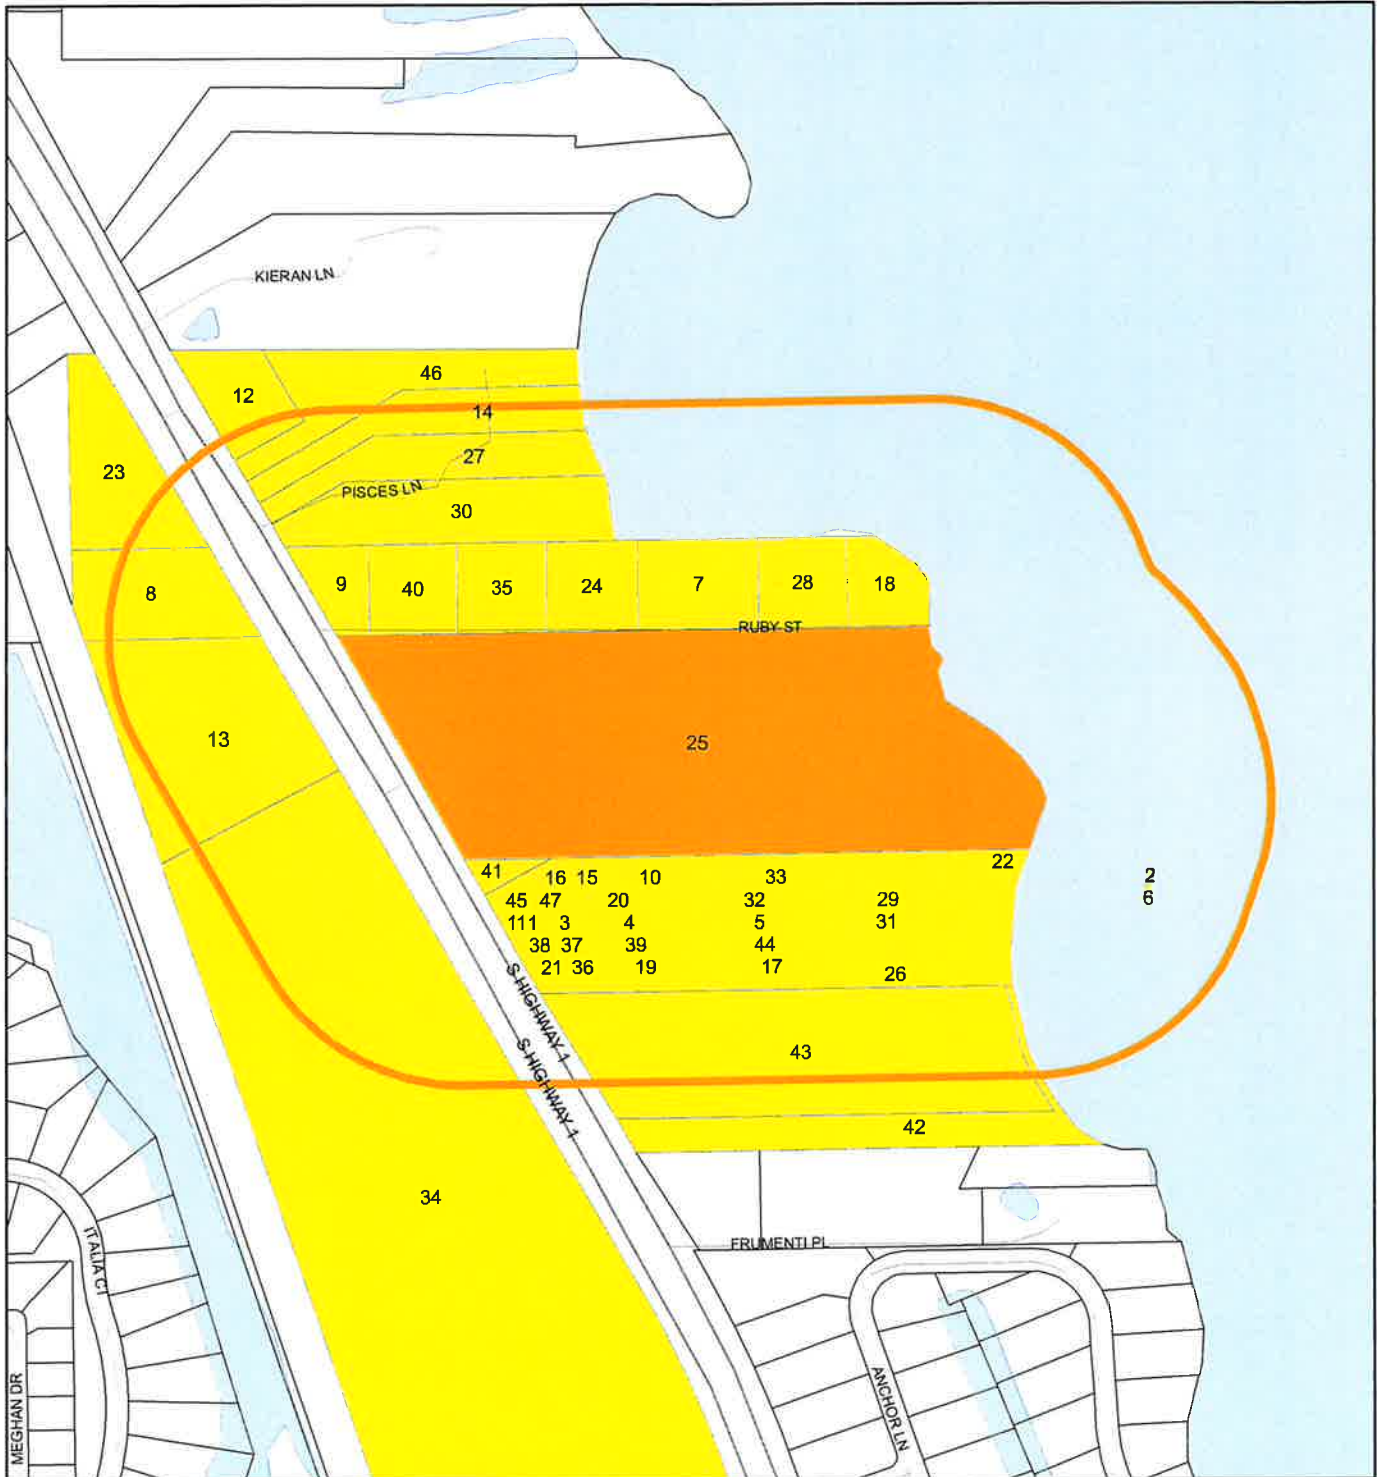 KIERAN LN
46
12
14
23
27
PISCES LN
30
8
9
40
35
24
7
28
18
RUBY ST
13
25
22
41
16 15 10 33
2
45 47 20 32 29
6
111 3 4 5 31
38 37 39 44
21 36 19 17
26
S HIGHWAY 1
S HIGHWAY 1
43
42
34
ITALIA CT
FRUMENTI PL
MEGHAN DR
ANCHOR LN